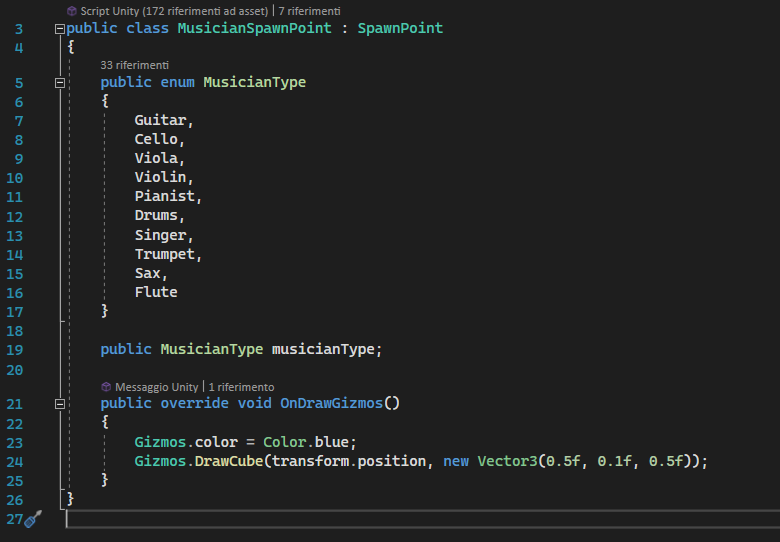 Script Unity (172 riferimenti ad asset) | 7 riferimenti
3 public class MusicianSpawnPoint : SpawnPoint
4 {
33 riferimenti
5 public enum MusicianType
6 {
7 Guitar,
8 Cello,
9 Viola,
10 Violin,
11 Pianist,
12 Drums,
13 Singer,
14 Trumpet,
15 Sax,
16 Flute
17 }
18
19 public MusicianType musicianType;
20
Messaggio Unity | 1 riferimento
21 public override void OnDrawGizmos()
22 {
23 Gizmos.color = Color.blue;
24 Gizmos.DrawCube(transform.position, new Vector3(0.5f, 0.1f, 0.5f));
25 }
26 }
27